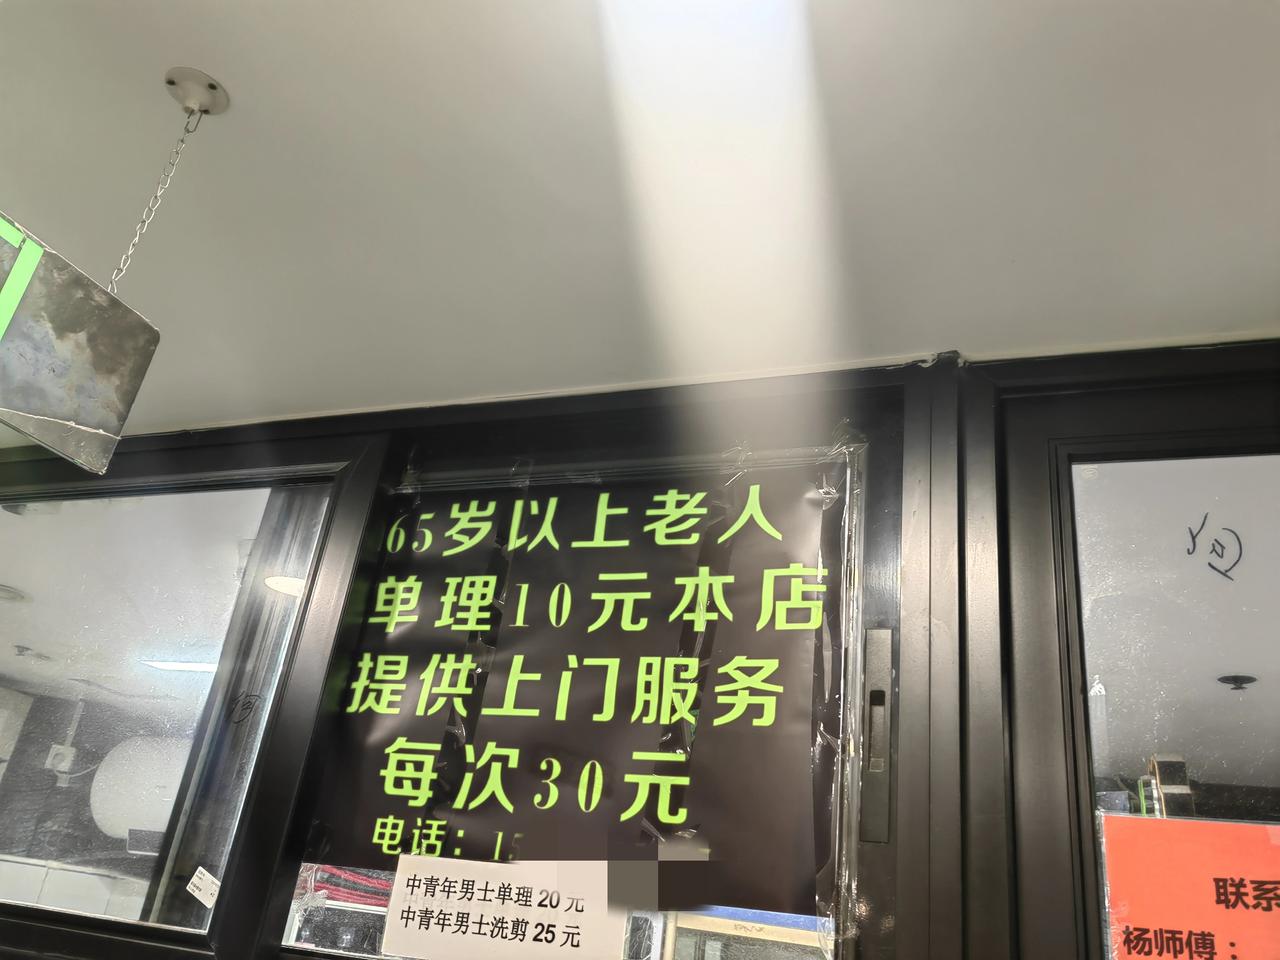 65岁以上老人
单理10元本店
提供上门服务
每次30元
电话：15
中青年男士单理 20 元
中青年男士洗剪 25 元
联系
杨师傅：